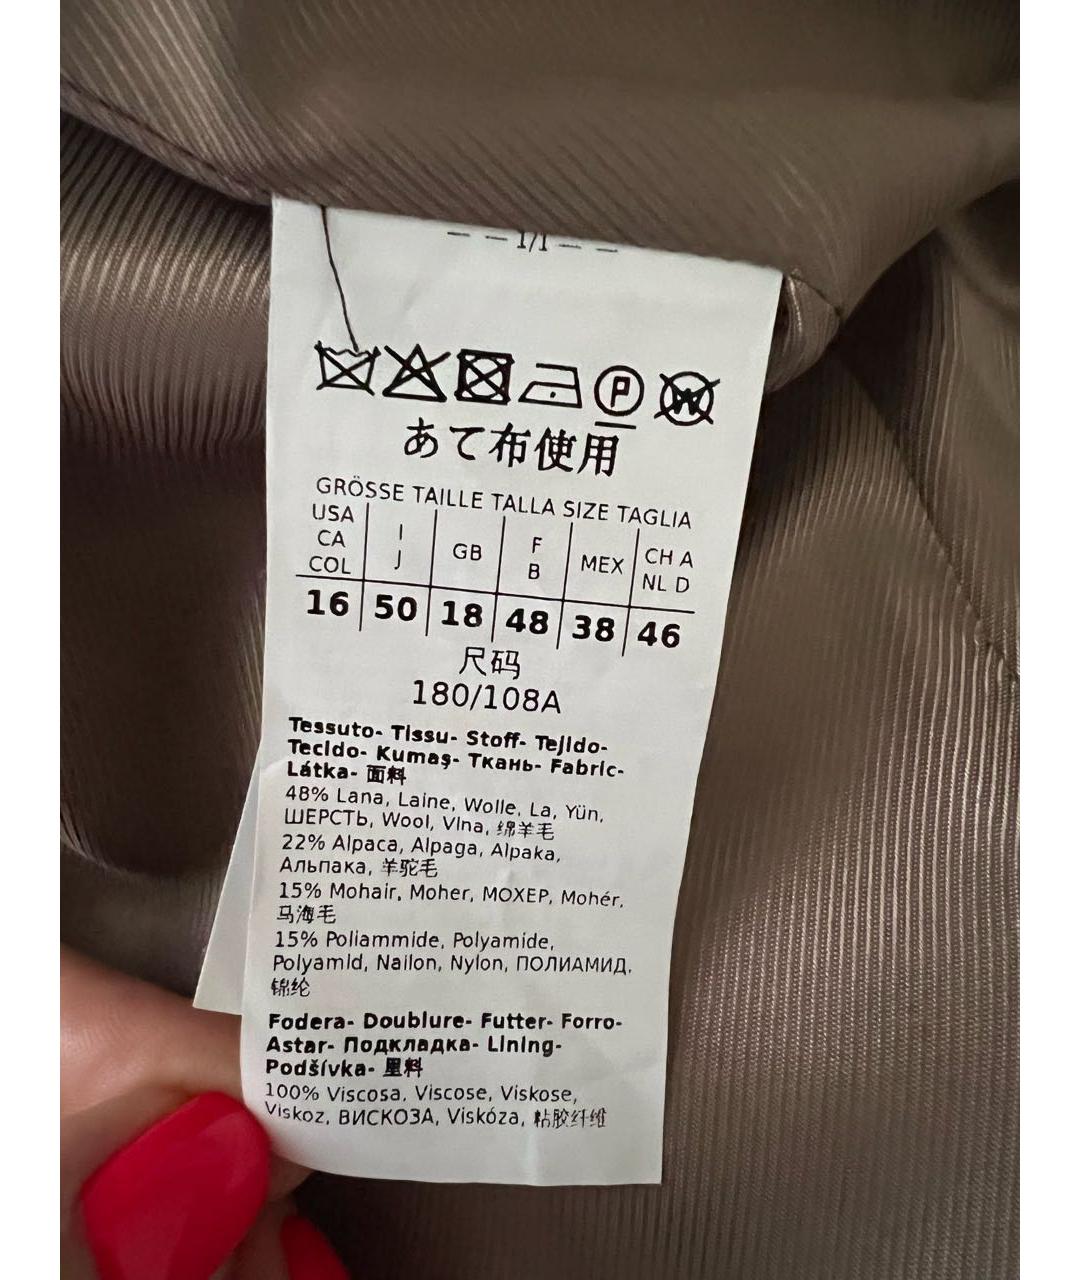 — — 1/1 — —
P W
あて布使用
GRÖSSE TAILLE TALLA SIZE TAGLIA
USA CA COL I J GB F B MEX CH A NL D
16 50 18 48 38 46
尺码
180/108A
Tessuto- Tissu- Stoff- Tejido-
Tecido- Kumaş- Ткань- Fabric-
Látka- 面料
48% Lana, Laine, Wolle, La, Yün,
ШЕРСТЬ, Wool, Vlna, 绵羊毛
22% Alpaca, Alpaga, Alpaka,
Альпака, 羊驼毛
15% Mohair, Moher, МОХЕР, Mohér,
马海毛
15% Poliammide, Polyamide,
Polyamid, Nailon, Nylon, ПОЛИАМИД,
锦纶
Fodera- Doublure- Futter- Forro-
Astar- Подкладка- Lining-
Podšívka- 里料
100% Viscosa, Viscose, Viskose,
Viskoz, ВИСКОЗА, Viskóza, 粘胶纤维